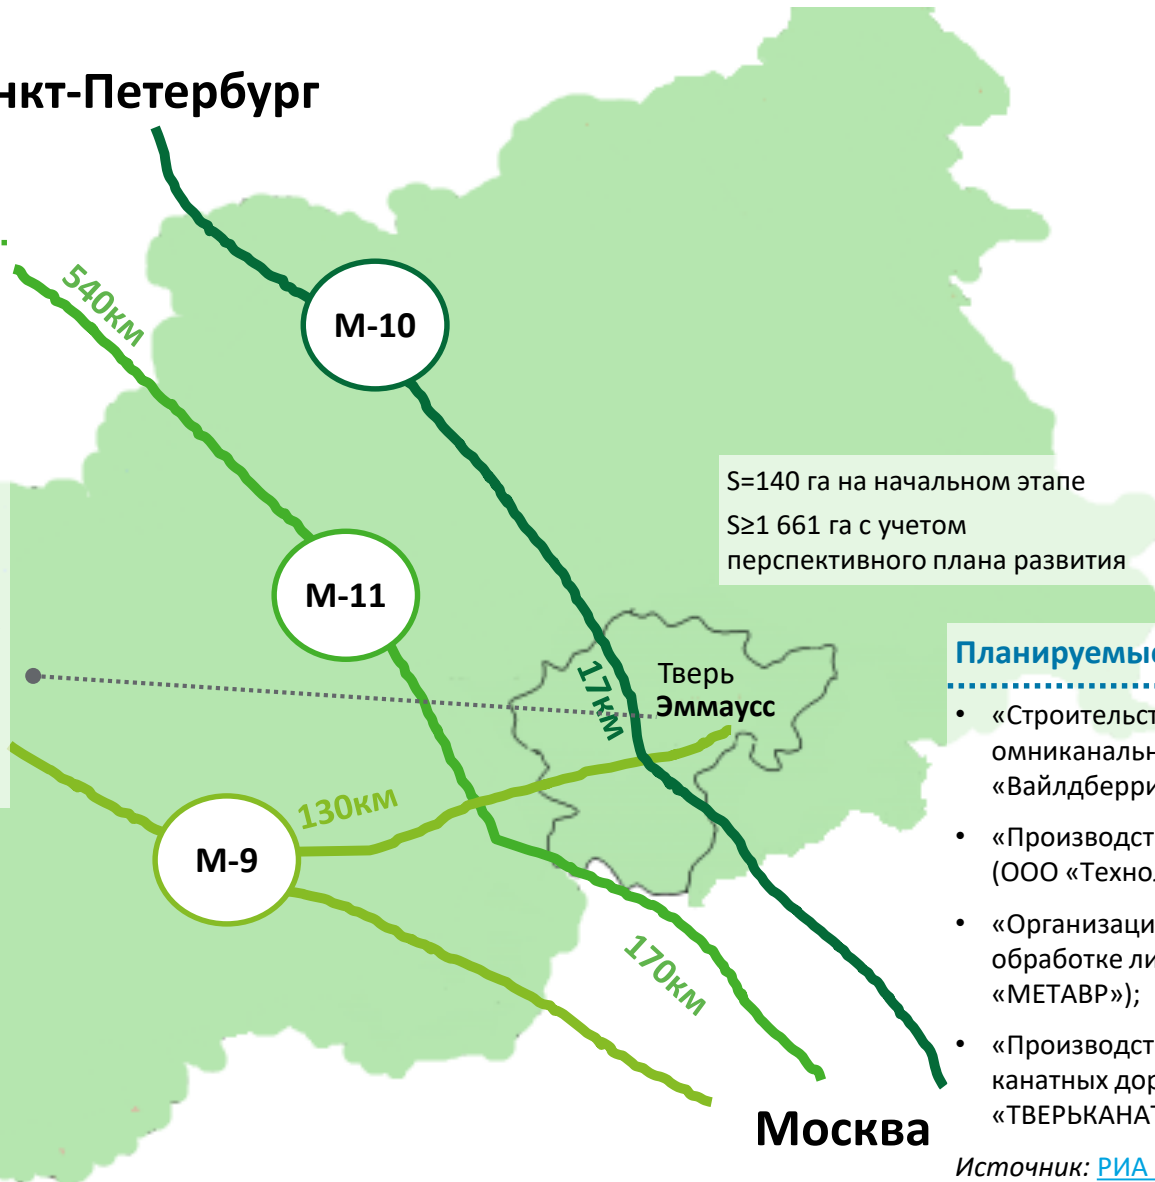 нкт-Петербург
540км
М-10
S=140 га на начальном этапе
S≥1 661 га с учетом
перспективного плана развития
М-11
17км
Тверь
Эммаусс
130км
М-9
170км
Москва
Планируемые
• «Строительст
омниканальн
«Вайлдберри
• «Производст
(ООО «Технол
• «Организаци
обработке ли
«МЕТАВР»);
• «Производст
канатных дор
«ТВЕРЬКАНАТ
Источник: РИА